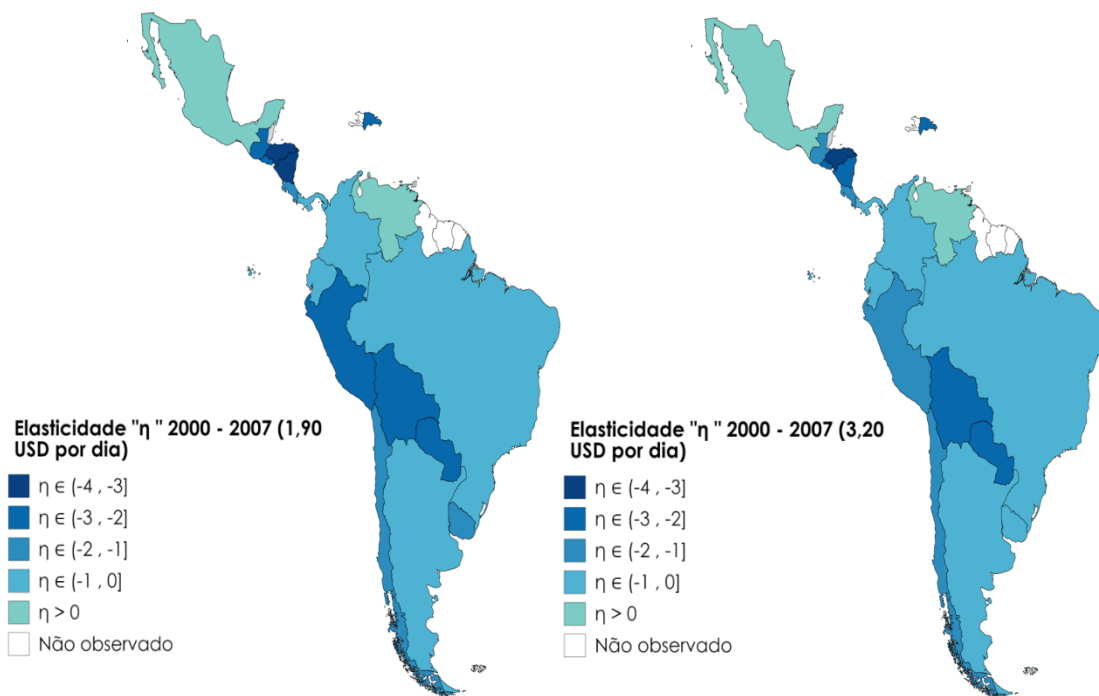 Elasticidade "η " 2000 - 2007 (1,90
USD por dia)
η ∈ (-4 , -3]
η ∈ (-3 , -2]
η ∈ (-2 , -1]
η ∈ (-1 , 0]
η > 0
Não observado
Elasticidade "η " 2000 - 2007 (3,20
USD por dia)
η ∈ (-4 , -3]
η ∈ (-3 , -2]
η ∈ (-2 , -1]
η ∈ (-1 , 0]
η > 0
Não observado